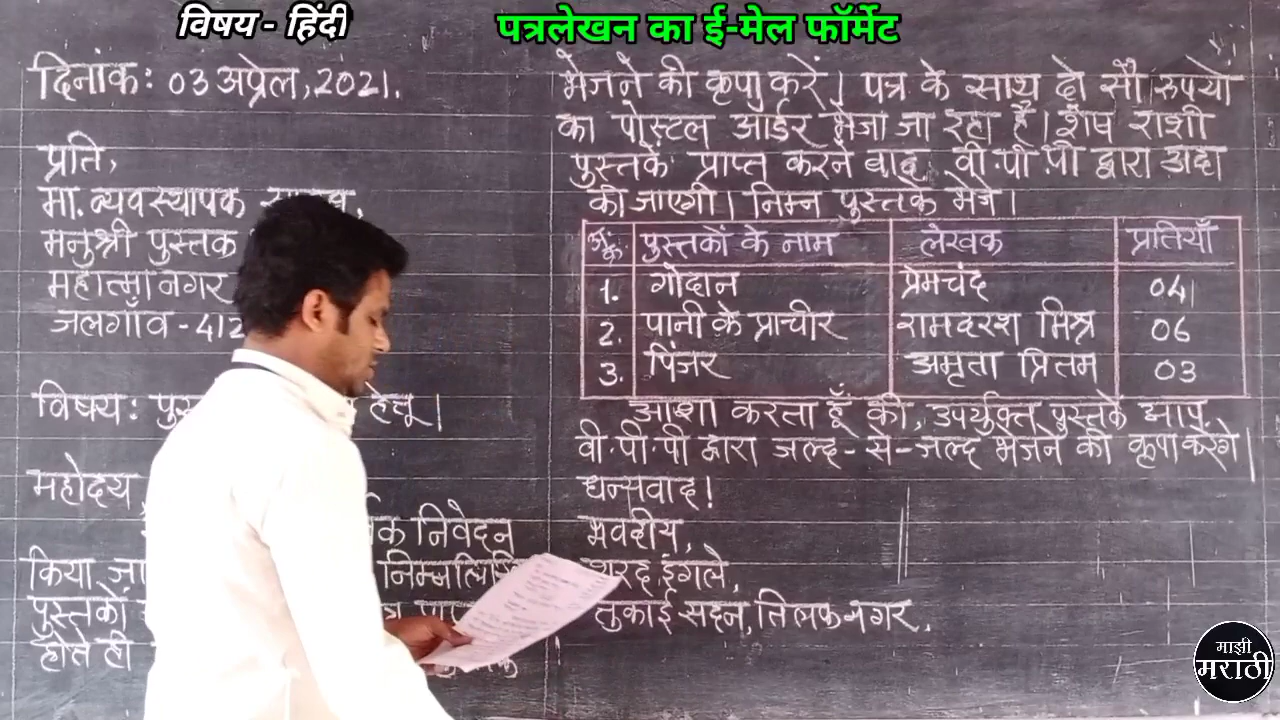 विषय - हिंदी
पत्रलेखन का ई-मेल फॉर्मेट
दिनांक: 03 अप्रेल, 2021.
प्रति,
मा. व्यवस्थापक
मनुश्री पुस्तक
महात्मा नगर
जलगाँव - 412
विषय: हेतू।
महोदय
निवेदन
किया जा
पुस्तकों
होते ही
भेजने की कृपा करें। पत्र के साथ दो सौ रुपयों
का पोस्टल आर्डर भेजा जा रहा है। शेष राशी
पुस्तकें प्राप्त करने बाद वी.पी.पी द्वारा अदा
की जाएगी। निम्न पुस्तकें भेजे।
अ.क्र. पुस्तकों के नाम लेखक प्रतियाँ
1. गोदान प्रेमचंद 04
2. पानी के प्राचीर रामदरश मिश्र 06
3. पिंजर अमृता प्रितम 03
आशा करता हूँ की, उपर्युक्त पुस्तकें आप
वी.पी.पी द्वारा जल्द-से-जल्द भेजने की कृपा करेंगे।
धन्यवाद!
भवदीय,
शरद इंगले,
तुकाई सदन, तिलक नगर,
माझी
मराठी